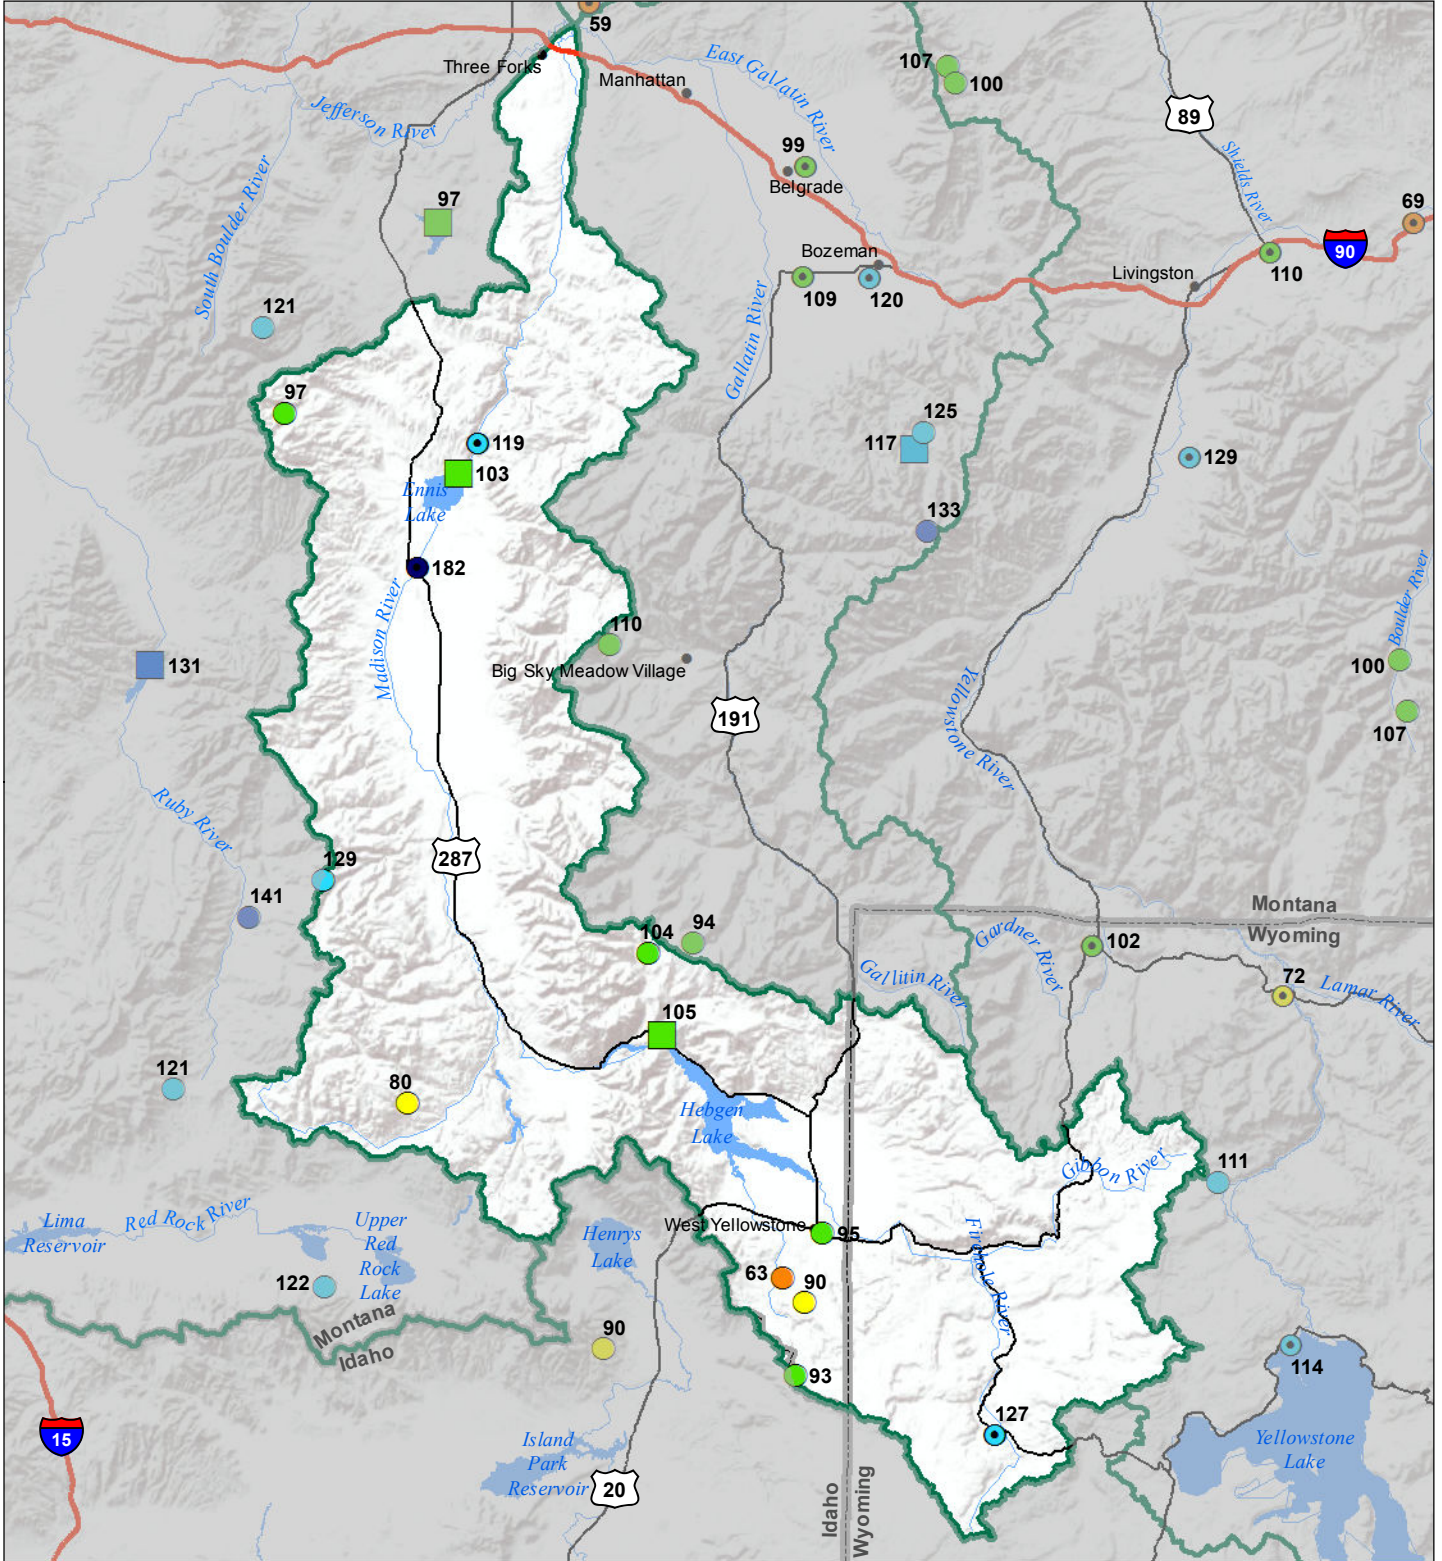 59
Three Forks
Manhattan
East Gallatin River
107
100
89
Jefferson River
99
Belgrade
Shields River
97
69
South Boulder River
Bozeman
90
110
Livingston
109
120
121
Gallatin River
97
125
117
119
129
103
Ennis
Lake
133
182
Madison River
Boulder River
110
131
Big Sky Meadow Village
100
191
Yellowstone River
107
Ruby River
287
129
141
Montana
Wyoming
104
94
Gardner River
102
Gallitin River
72
Lamar River
105
121
80
Hebgen
Lake
Gibbon River
111
Lima
Reservoir
Red Rock River
Upper
Red
Rock
Lake
Henrys
Lake
West Yellowstone
95
Firehole River
63
90
122
Montana
Idaho
90
93
114
127
15
Island
Park
Reservoir
20
Yellowstone
Lake
Idaho
Wyoming